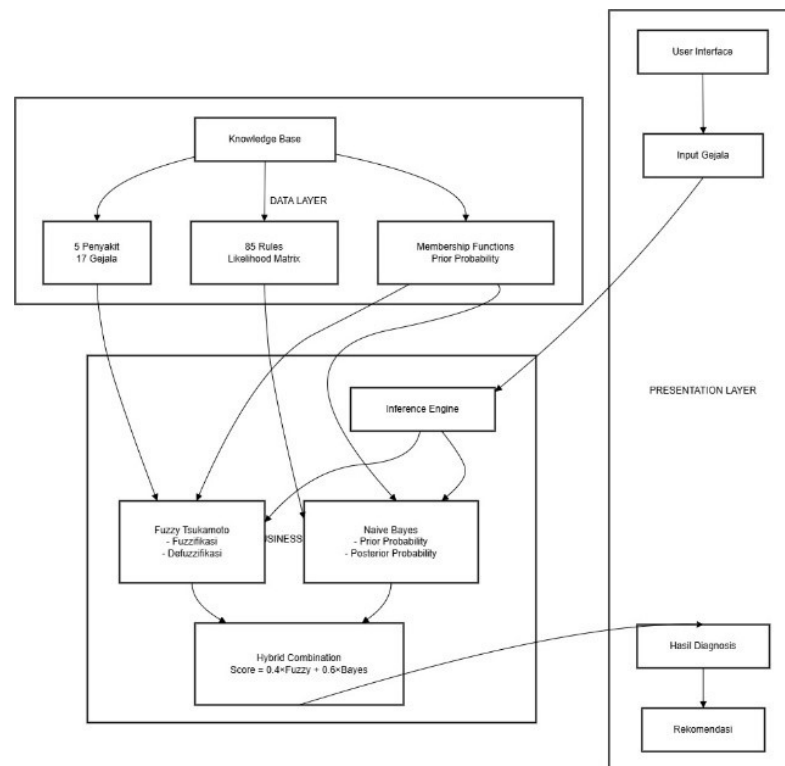 User Interface
Input Gejala
Knowledge Base
DATA LAYER
5 Penyakit
17 Gejala
85 Rules
Likelihood Matrix
Membership Functions
Prior Probability
PRESENTATION LAYER
Inference Engine
Fuzzy Tsukamoto
- Fuzifikasi
- Defuzzifikasi
USINESS
Naive Bayes
- Prior Probability
- Posterior Probability
Hybrid Combination
Score = 0.4×Fuzzy + 0.6×Bayes
Hasil Diagnosis
Rekomendasi